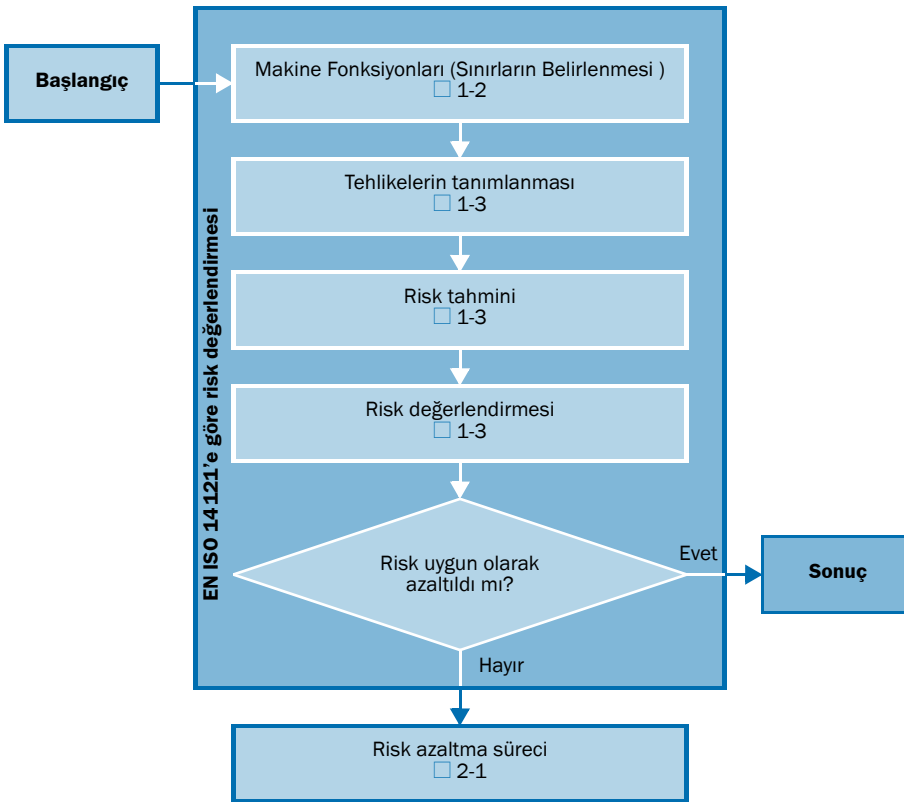 Başlangıç
Makine Fonksiyonları (Sınırların Belirlenmesi )
□ 1-2
Tehlikelerin tanımlanması
□ 1-3
Risk tahmini
□ 1-3
Risk değerlendirmesi
□ 1-3
EN ISO 14 121’e göre risk değerlendirmesi
Risk uygun olarak
azaltıldı mı?
Evet
Sonuç
Hayır
Risk azaltma süreci
□ 2-1